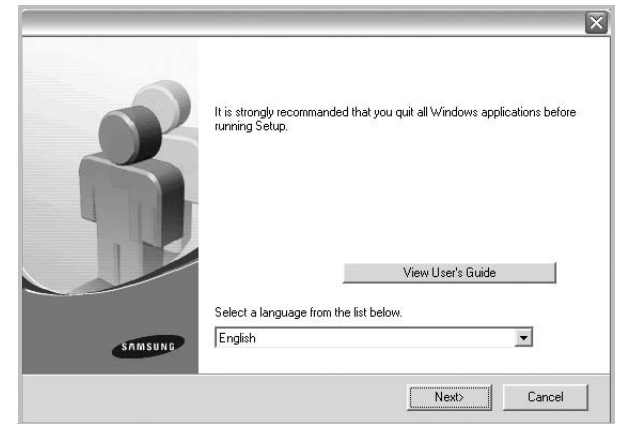 It is strongly recommanded that you quit all Windows applications before
running Setup.
View User's Guide
Select a language from the list below.
English
SAMSUNG
Next>
Cancel